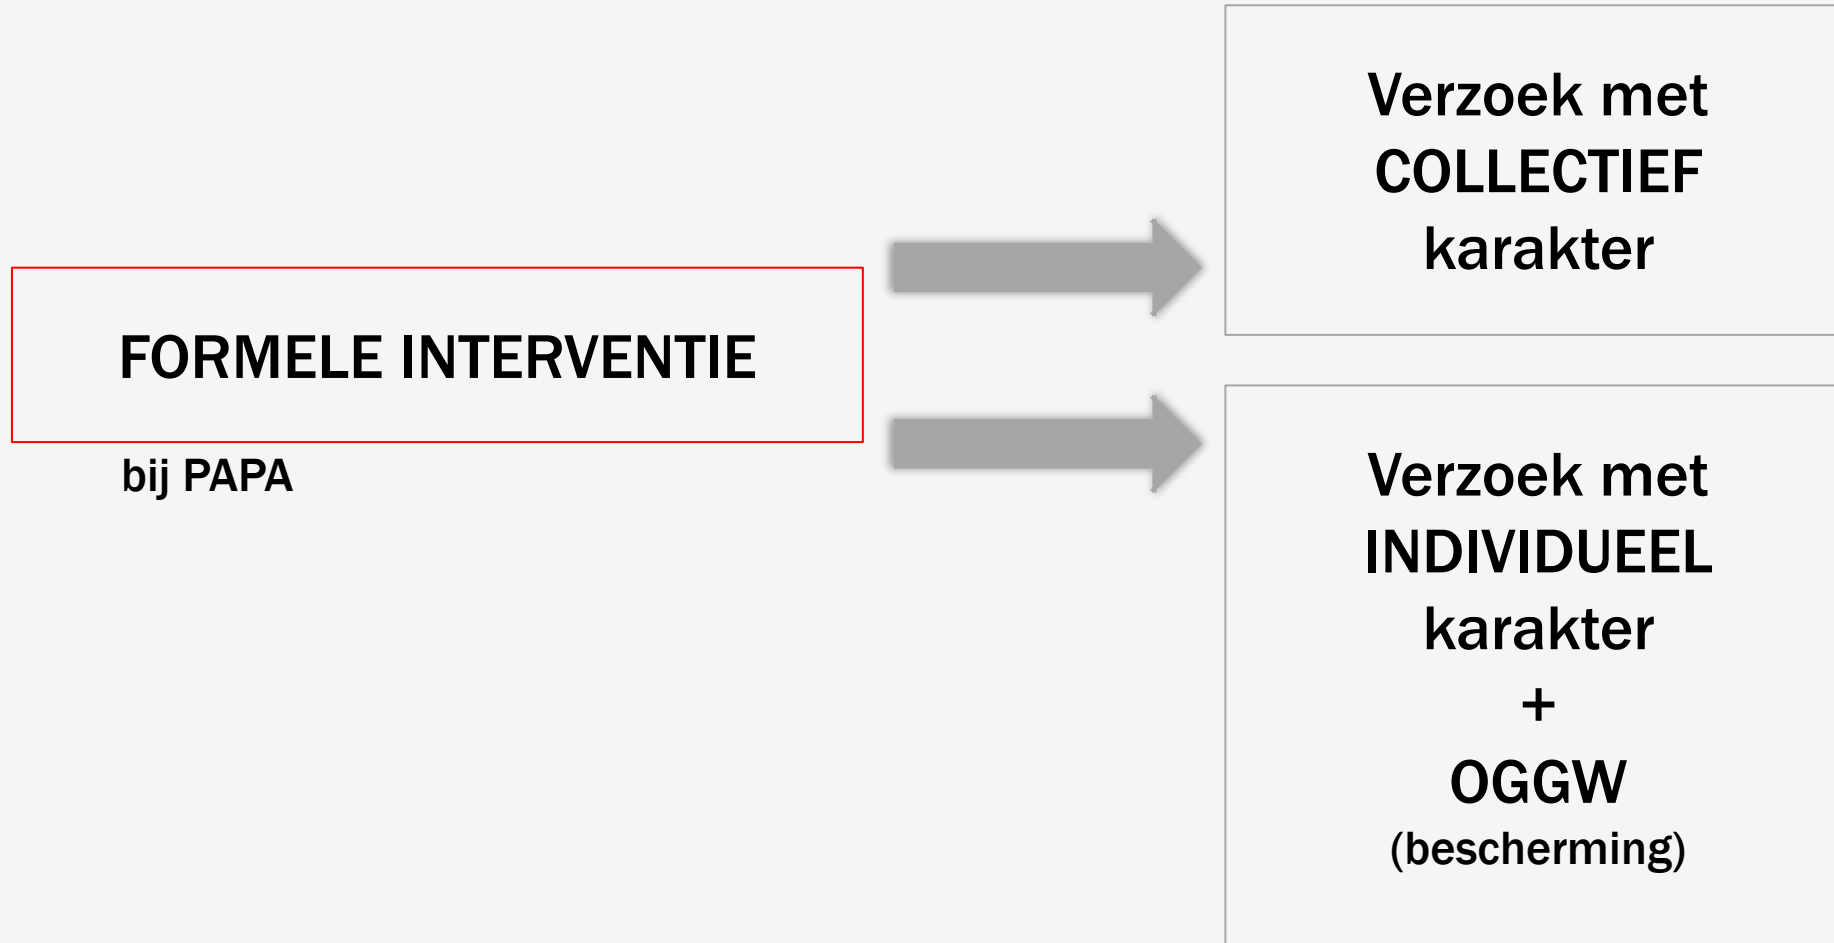 FORMELE INTERVENTIE
bij PAPA
Verzoek met
COLLECTIEF
karakter
Verzoek met
INDIVIDUEEL
karakter
+
OGGW
(bescherming)